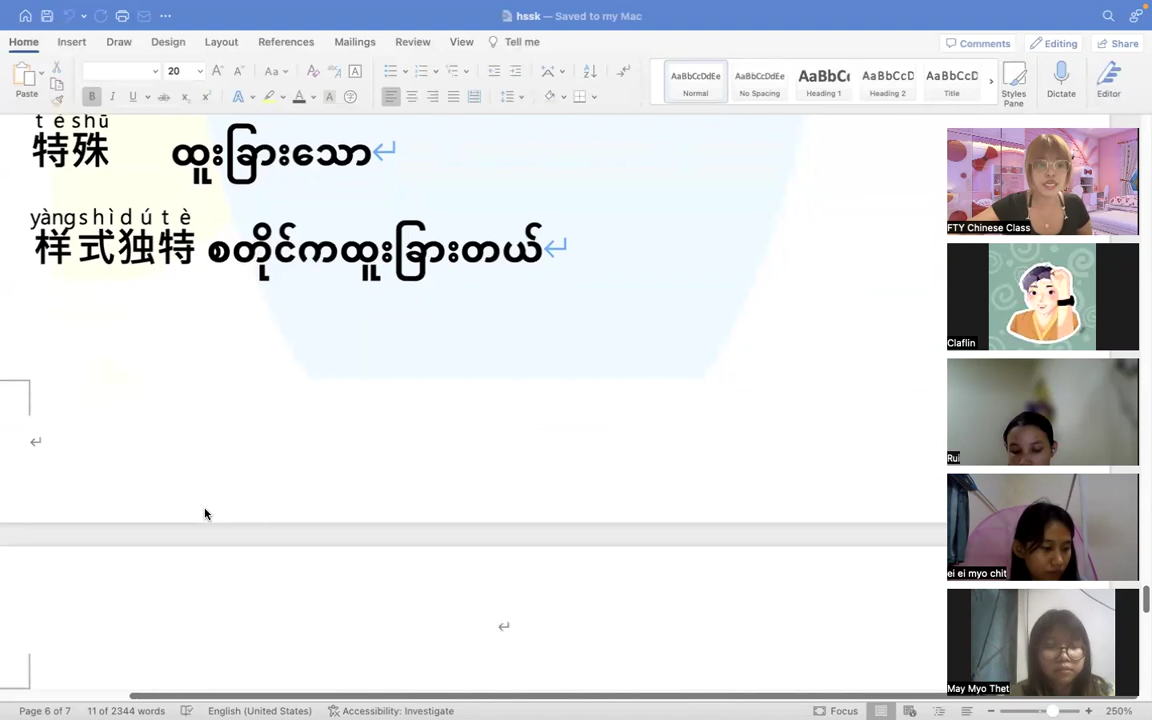 hssk — Saved to my Mac
Home Insert Draw Design Layout References Mailings Review View Tell me Comments Editing Share
Paste 20 Aa A B I U x₂ x² A A A
AaBbCcDdEe Normal
AaBbCcDdEe No Spacing
AaBbCc Heading 1
AaBbCcD Heading 2
AaBbCcD Title
Styles Pane
Dictate
Editor
tèshū
特殊 ထူးခြားသော
yàngshìdútè
样式独特 စတိုင်ကထူးခြားတယ်
FTY Chinese Class
Claflin
Rui
ei ei myo chit
May Myo Thet
Page 6 of 7 11 of 2344 words English (United States) Accessibility: Investigate Focus 250%